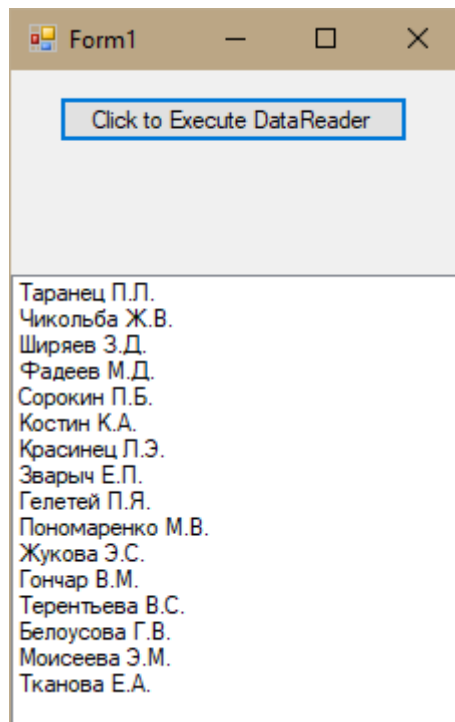 Form1
Click to Execute DataReader
Таранец П.Л.
Чикольба Ж.В.
Ширяев З.Д.
Фадеев М.Д.
Сорокин П.Б.
Костин К.А.
Красинец Л.Э.
Зварыч Е.П.
Гелетей П.Я.
Пономаренко М.В.
Жукова Э.С.
Гончар В.М.
Терентьева В.С.
Белоусова Г.В.
Моисеева Э.М.
Тканова Е.А.